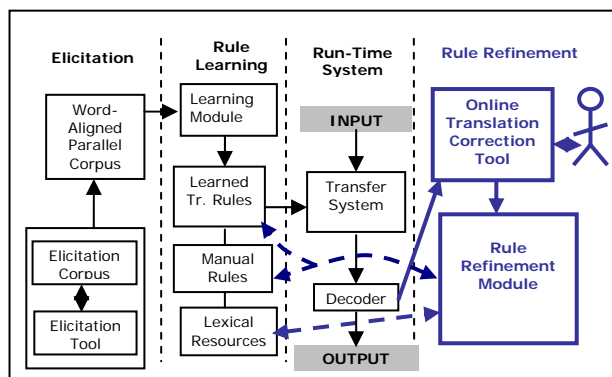 Elicitation
Word-
Aligned
Parallel
Corpus
Elicitation
Corpus
Elicitation
Tool
Rule
Learning
Learning
Module
Learned
Tr. Rules
Manual
Rules
Lexical
Resources
Run-Time
System
INPUT
Transfer
System
Decoder
OUTPUT
Rule Refinement
Online
Translation
Correction
Tool
Rule
Refinement
Module